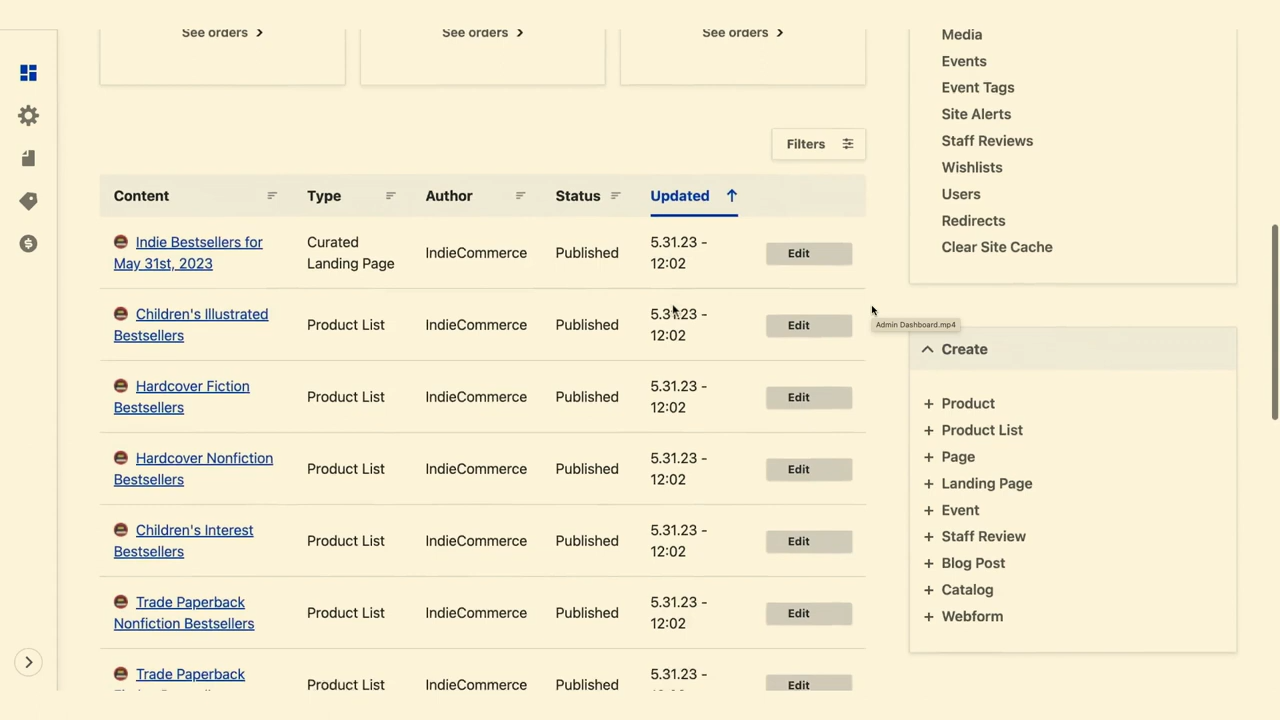 See orders
See orders
See orders
Filters
Content
Type
Author
Status
Updated
Indie Bestsellers for
May 31st, 2023
Curated
Landing Page
IndieCommerce
Published
5.31.23 -
12:02
Edit
Children's Illustrated
Bestsellers
Product List
IndieCommerce
Published
5.31.23 -
12:02
Edit
Hardcover Fiction
Bestsellers
Product List
IndieCommerce
Published
5.31.23 -
12:02
Edit
Hardcover Nonfiction
Bestsellers
Product List
IndieCommerce
Published
5.31.23 -
12:02
Edit
Children's Interest
Bestsellers
Product List
IndieCommerce
Published
5.31.23 -
12:02
Edit
Trade Paperback
Nonfiction Bestsellers
Product List
IndieCommerce
Published
5.31.23 -
12:02
Edit
Trade Paperback
Product List
IndieCommerce
Published
5.31.23 -
Edit
Media
Events
Event Tags
Site Alerts
Staff Reviews
Wishlists
Users
Redirects
Clear Site Cache
Admin Dashboard.mp4
Create
+ Product
+ Product List
+ Page
+ Landing Page
+ Event
+ Staff Review
+ Blog Post
+ Catalog
+ Webform